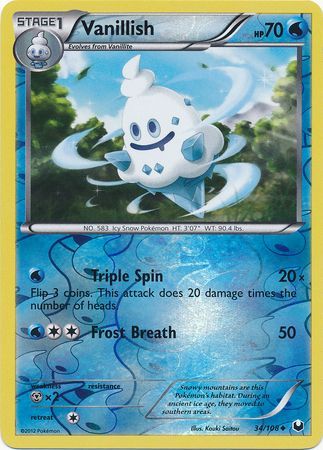 STAGE1
Vanillish
HP70
Evolves from Vanillite
NO. 583 Icy Snow Pokémon HT: 3'07" WT: 90.4 lbs.
Triple Spin 20×
Flip 3 coins. This attack does 20 damage times
the number of heads.
Frost Breath 50
weakness
resistance
×2
Snowy mountains are this
Pokémon's habitat. During an
ancient ice age, they moved to
southern areas.
retreat
Illus. Kouki Saitou
34/108
©2012 Pokémon